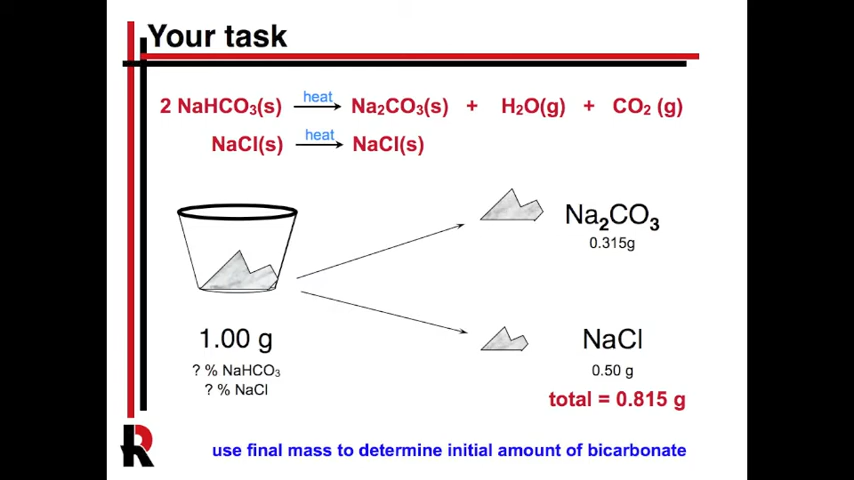 Your task
2 NaHCO3(s) heat Na2CO3(s) + H2O(g) + CO2 (g)
NaCl(s) heat NaCl(s)
Na2CO3
0.315g
1.00 g
? % NaHCO3
? % NaCl
NaCl
0.50 g
total = 0.815 g
R
use final mass to determine initial amount of bicarbonate